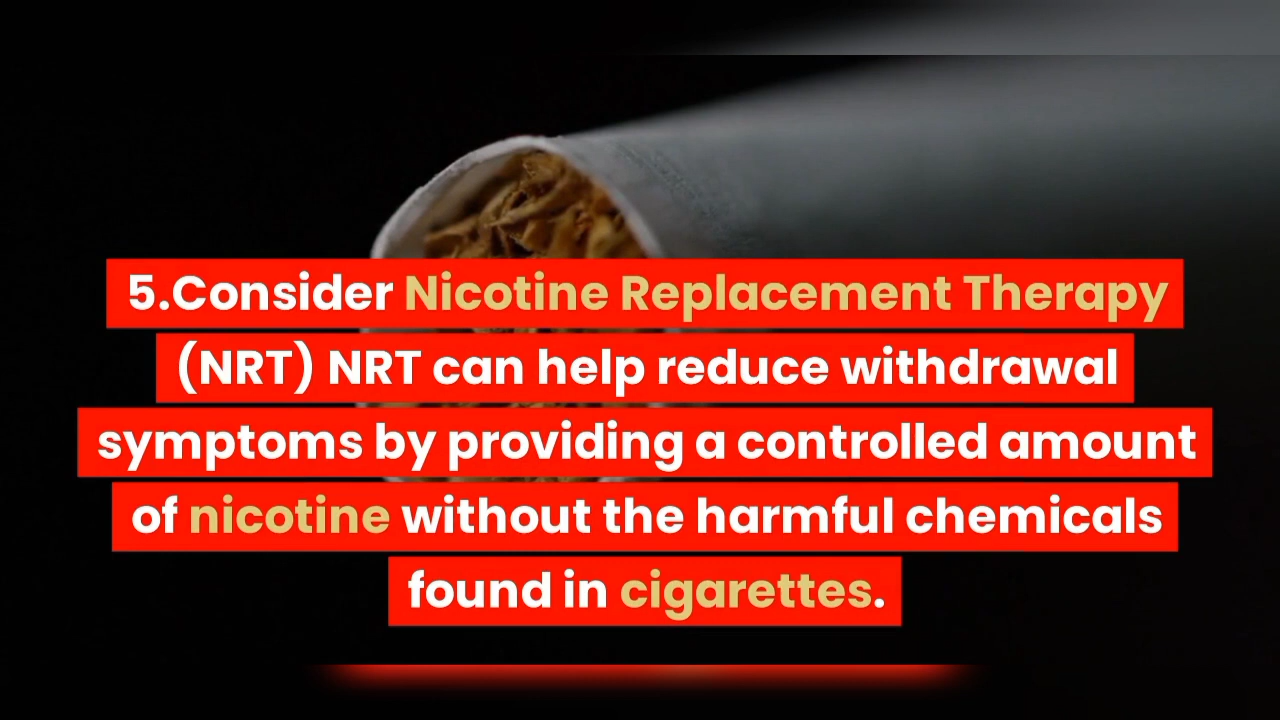 5.Consider Nicotine Replacement Therapy
(NRT) NRT can help reduce withdrawal
symptoms by providing a controlled amount
of nicotine without the harmful chemicals
found in cigarettes.